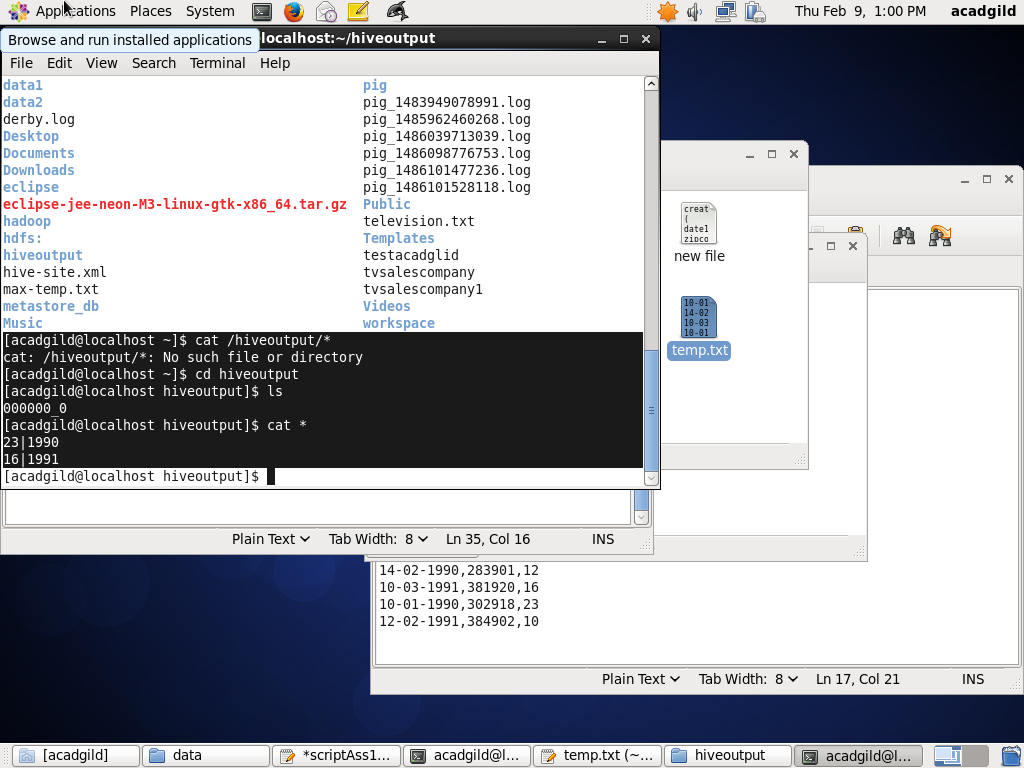 Applications Places System Thu Feb 9, 1:00 PM acadgild
Browse and run installed applications
localhost:~/hiveoutput
File Edit View Search Terminal Help
data1 pig
data2 pig_1483949078991.log
derby.log pig_1485962460268.log
Desktop pig_1486039713039.log
Documents pig_1486098776753.log
Downloads pig_1486101477236.log
eclipse pig_1486101528118.log
eclipse-jee-neon-M3-linux-gtk-x86_64.tar.gz Public
hadoop television.txt
hdfs: Templates
hiveoutput testacadglid
hive-site.xml tvsalescompany
max-temp.txt tvsalescompany1
metastore_db Videos
Music workspace
[acadgild@localhost ~]$ cat /hiveoutput/*
cat: /hiveoutput/*: No such file or directory
[acadgild@localhost ~]$ cd hiveoutput
[acadgild@localhost hiveoutput]$ ls
000000_0
[acadgild@localhost hiveoutput]$ cat *
23|1990
16|1991
[acadgild@localhost hiveoutput]$
creat
(
date1
zipco
new file
10-01
14-02
10-03
10-01
temp.txt
Plain Text Tab Width: 8 Ln 35, Col 16 INS
14-02-1990,283901,12
10-03-1991,381920,16
10-01-1990,302918,23
12-02-1991,384902,10
Plain Text Tab Width: 8 Ln 17, Col 21 INS
[acadgild] data *scriptAss1... acadgild@l... temp.txt (~... hiveoutput acadgild@l...